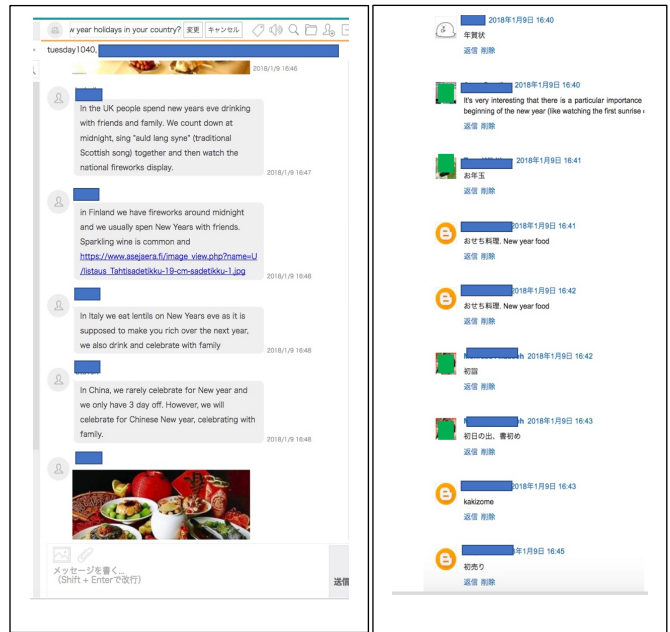 w year holidays in your country?
変更
キャンセル
tuesday1040,
2018/1/9 16:46
In the UK people spend new years eve drinking
with friends and family. We count down at
midnight, sing "auld lang syne" (traditional
Scottish song) together and then watch the
national fireworks display.
2018/1/9 16:47
in Finland we have fireworks around midnight
and we usually spen New Years with friends.
Sparkling wine is common and
https://www.asejaera.fi/image_view.php?name=U
/listaus_Tahtisadetikku-19-cm-sadetikku-1.jpg
2018/1/9 16:48
In Italy we eat lentils on New Years eve as it is
supposed to make you rich over the next year,
we also drink and celebrate with family
2018/1/9 16:48
In China, we rarely celebrate for New year and
we only have 3 day off. However, we will
celebrate for Chinese New year, celebrating with
family.
2018/1/9 16:48
メッセージを書く...
(Shift + Enterで改行)
送信
2018年1月9日 16:40
年賀状
返信 削除
2018年1月9日 16:40
It's very interesting that there is a particular importance
beginning of the new year (like watching the first sunrise
返信 削除
2018年1月9日 16:41
お年玉
返信 削除
2018年1月9日 16:41
おせち料理. New year food
返信 削除
2018年1月9日 16:42
おせち料理. New year food
返信 削除
2018年1月9日 16:42
初詣
返信 削除
2018年1月9日 16:43
初日の出、書初め
返信 削除
2018年1月9日 16:43
kakizome
返信 削除
年1月9日 16:45
初売り
返信 削除